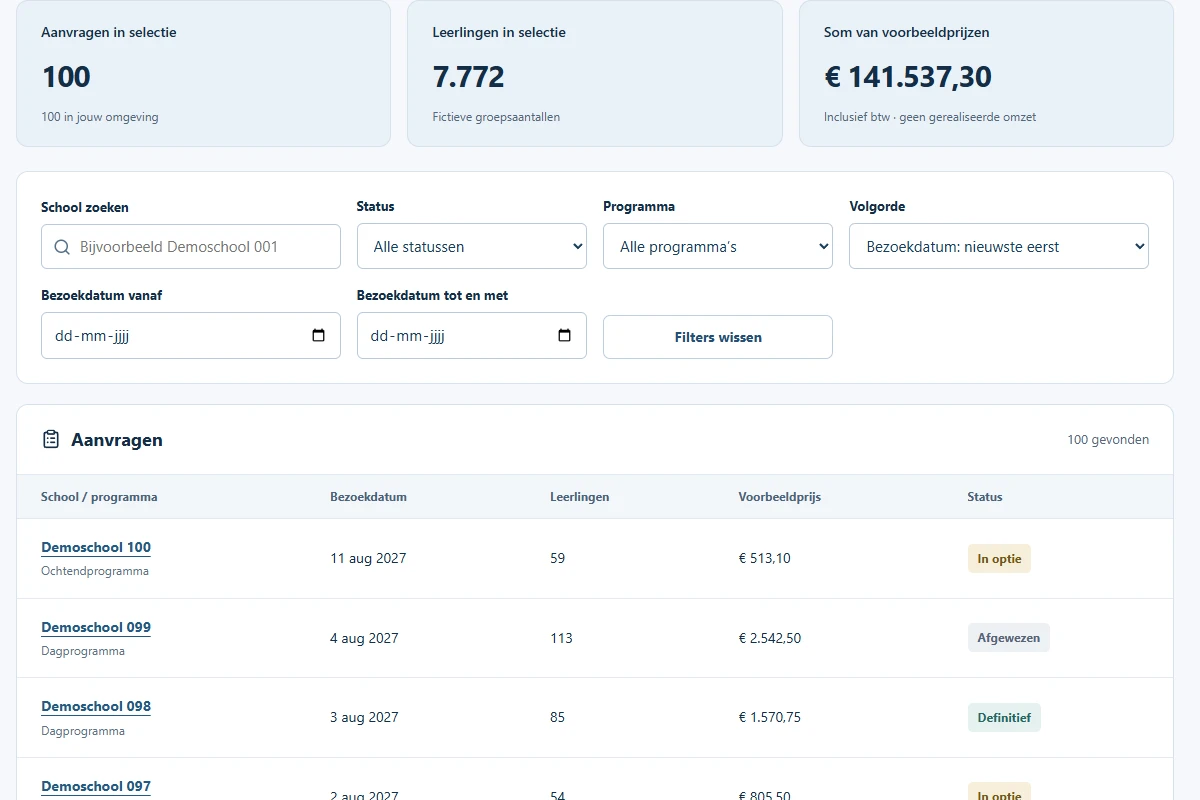 Aanvragen in selectie
100
100 in jouw omgeving
Leerlingen in selectie
7.772
Fictieve groepsaantallen
Som van voorbeeldprijzen
€ 141.537,30
Inclusief btw · geen gerealiseerde omzet
School zoeken
Bijvoorbeeld Demoschool 001
Status
Alle statussen
Programma
Alle programma's
Volgorde
Bezoekdatum: nieuwste eerst
Bezoekdatum vanaf
dd-mm-jjjj
Bezoekdatum tot en met
dd-mm-jjjj
Filters wissen
Aanvragen
100 gevonden
School / programma Bezoekdatum Leerlingen Voorbeeldprijs Status
Demoschool 100
Ochtendprogramma
11 aug 2027 59 € 513,10 In optie
Demoschool 099
Dagprogramma
4 aug 2027 113 € 2.542,50 Afgewezen
Demoschool 098
Dagprogramma
3 aug 2027 85 € 1.570,75 Definitief
Demoschool 097
2 aug 2027 54 € 805,50 In optie